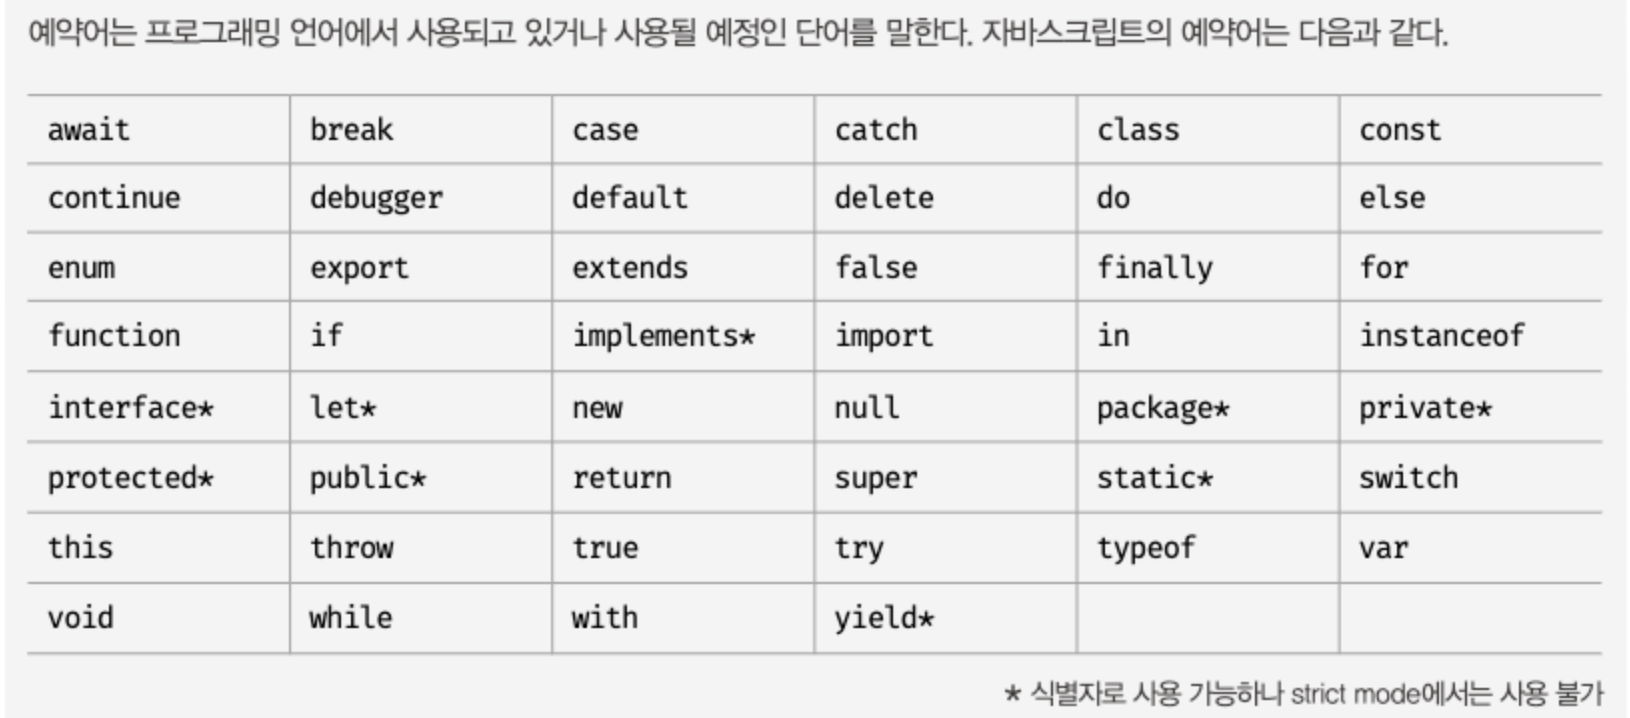 예약어는 프로그래밍 언어에서 사용되고 있거나 사용될 예정인 단어를 말한다. 자바스크립트의 예약어는 다음과 같다.
await break case catch class const
continue debugger default delete do else
enum export extends false finally for
function if implements* import in instanceof
interface* let* new null package* private*
protected* public* return super static* switch
this throw true try typeof var
void while with yield*
* 식별자로 사용 가능하나 strict mode에서는 사용 불가